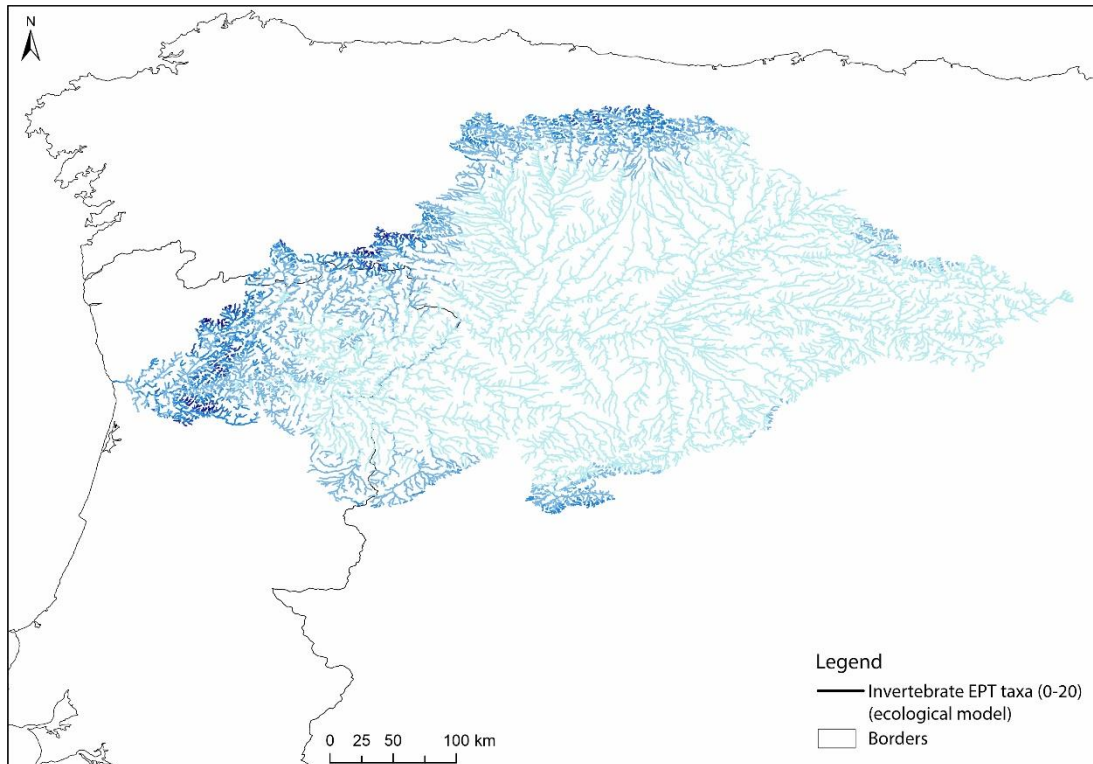 N
Legend
Invertebrate EPT taxa (0-20)
(ecological model)
Borders
0 25 50 100 km